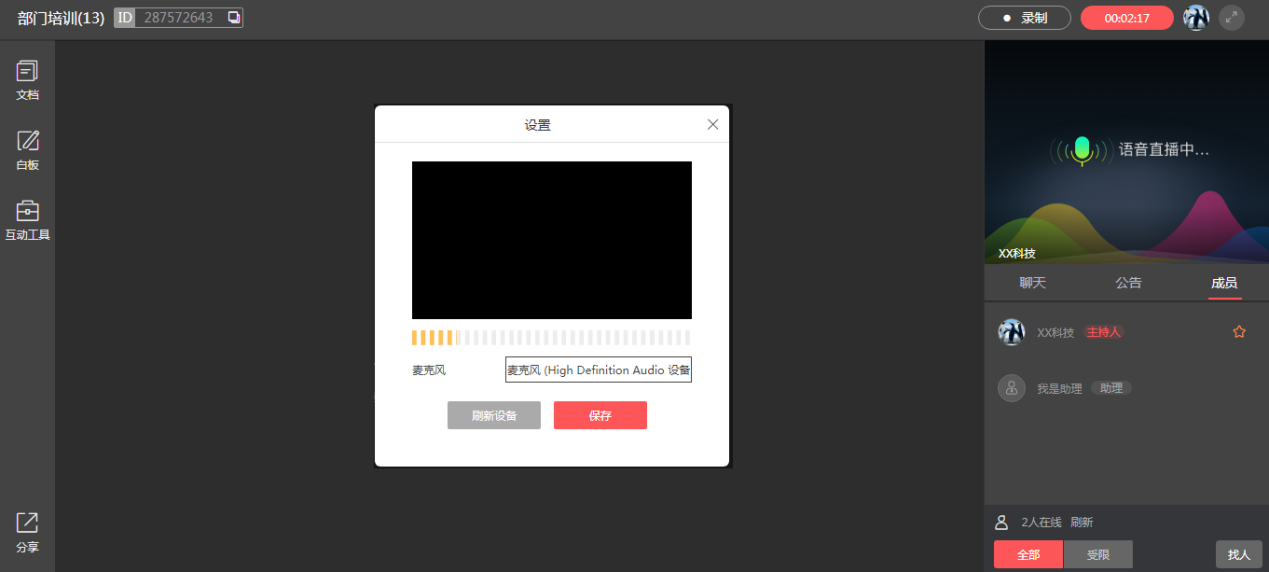 部门培训(13) ID 287572643
录制 00:02:17
文档
白板
互动工具
分享
设置
麦克风 麦克风 (High Definition Audio 设备
刷新设备 保存
语音直播中...
XX科技
聊天 公告 成员
XX科技 主持人
我是助理 助理
2人在线 刷新
全部 受限 找人